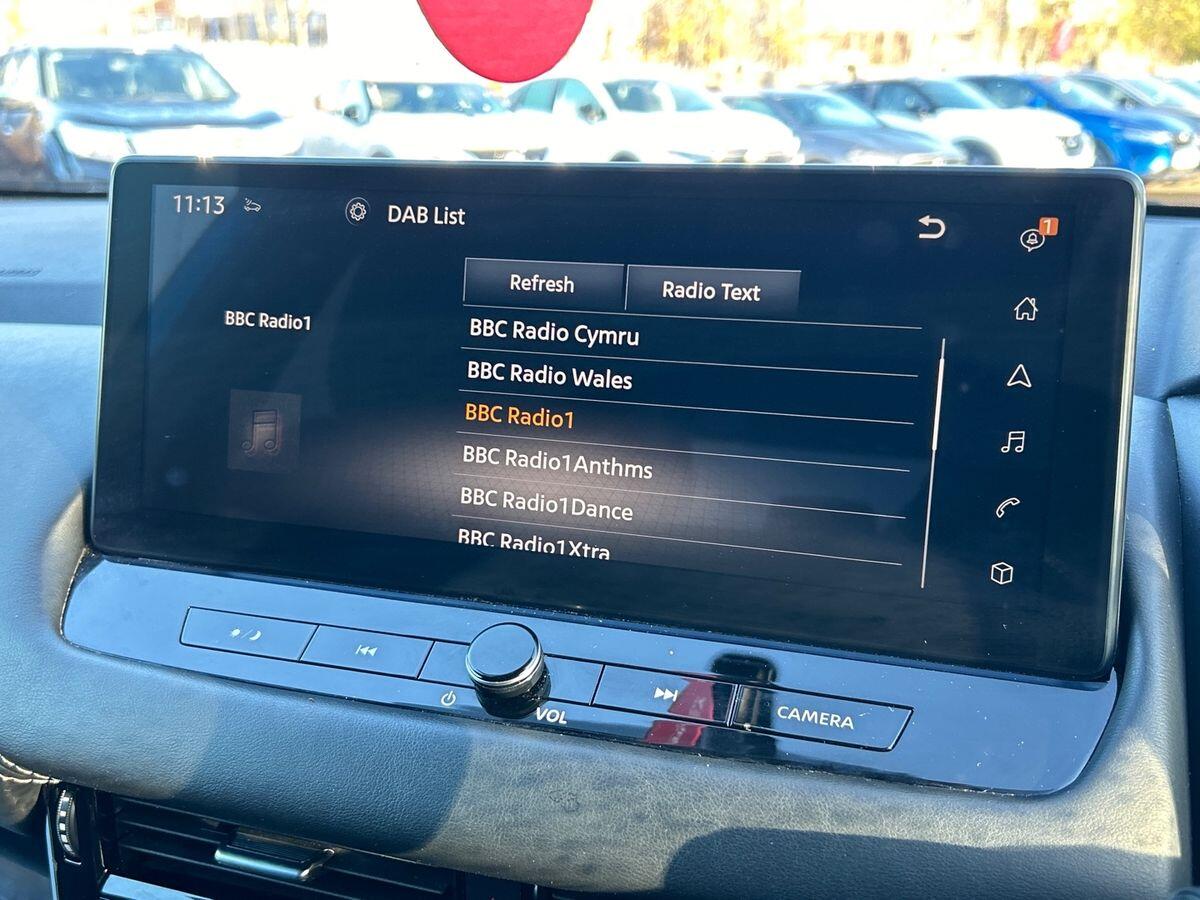 11:13
DAB List
1
Refresh
Radio Text
BBC Radio1
BBC Radio Cymru
BBC Radio Wales
BBC Radio1
BBC Radio1Anthms
BBC Radio1Dance
BBC Radio1Xtra
VOL
CAMERA